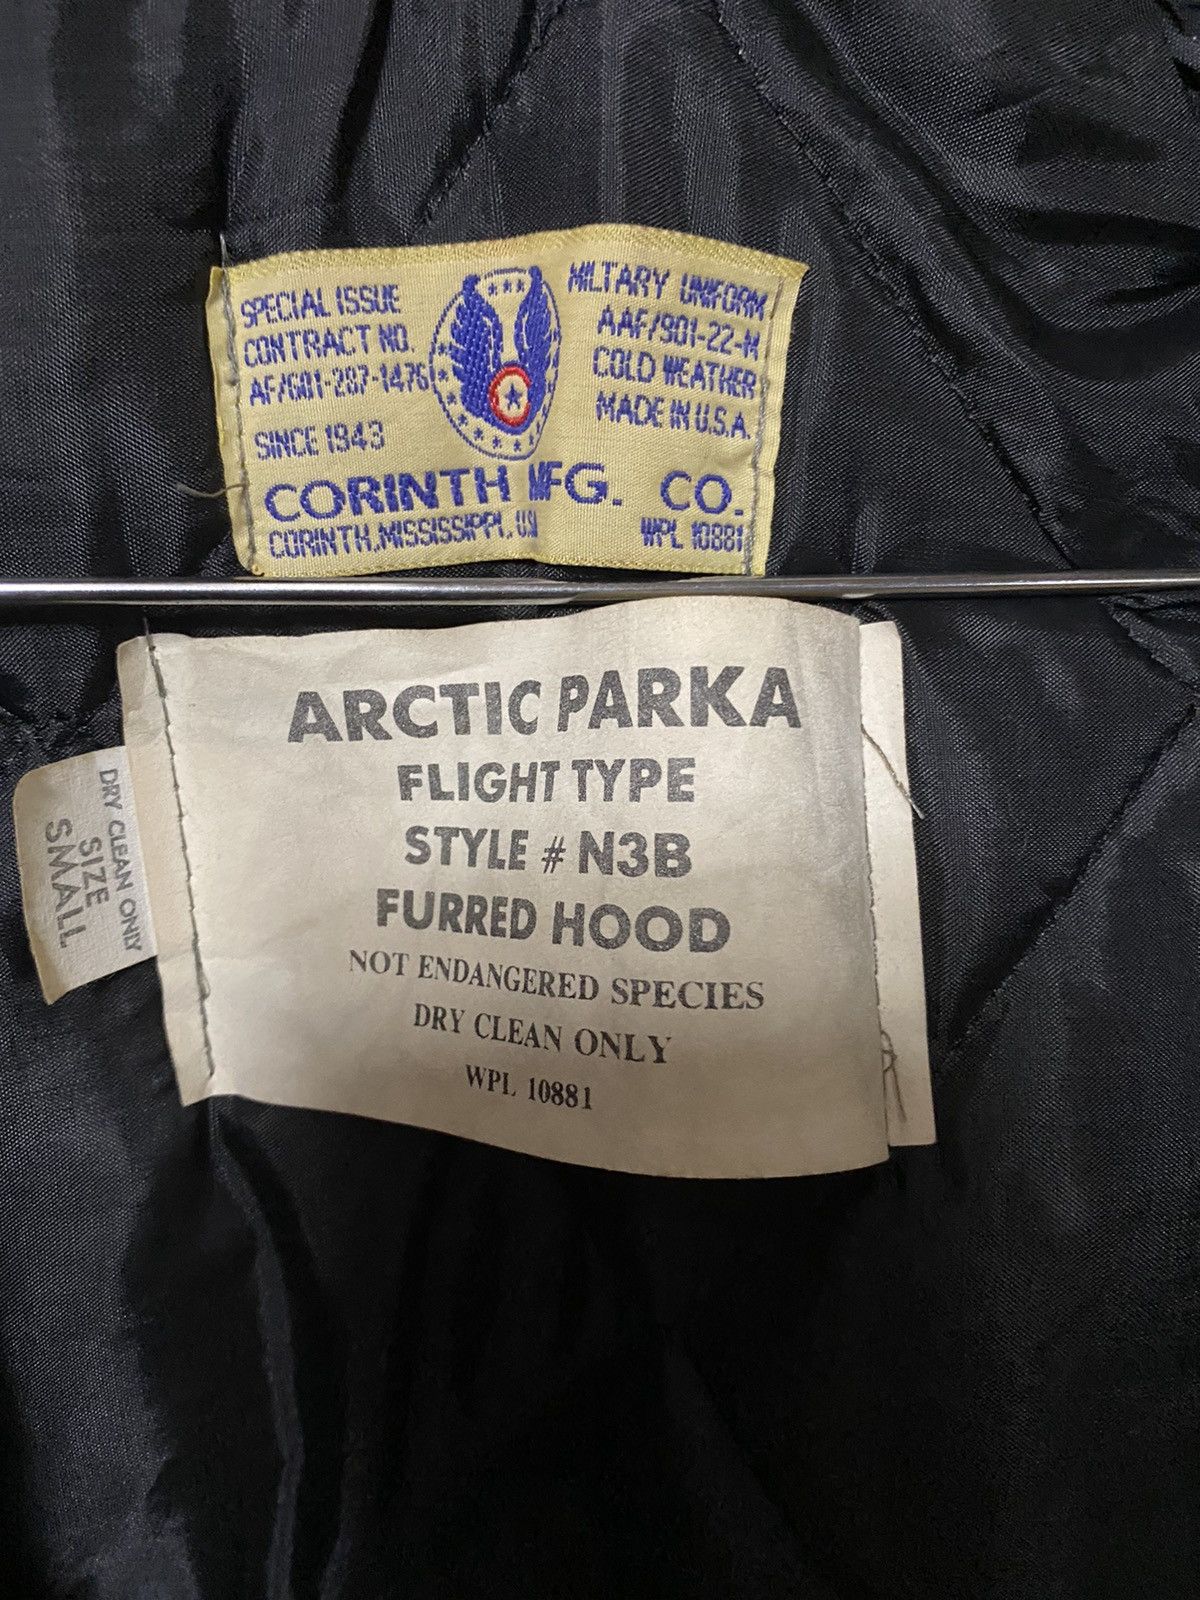 SPECIAL ISSUE
CONTRACT NO.
AF/601-287-1476
SINCE 1943
MILTARY UNIFORM
AAF/901-22-M
COLD WEATHER
MADE IN U.S.A.
CORINTH MFG. CO.
CORINTH, MISSISSIPPI, USA
WPL 10881
ARCTIC PARKA
FLIGHT TYPE
STYLE # N3B
FURRED HOOD
NOT ENDANGERED SPECIES
DRY CLEAN ONLY
WPL 10881
DRY CLEAN ONLY
SIZE
SMALL